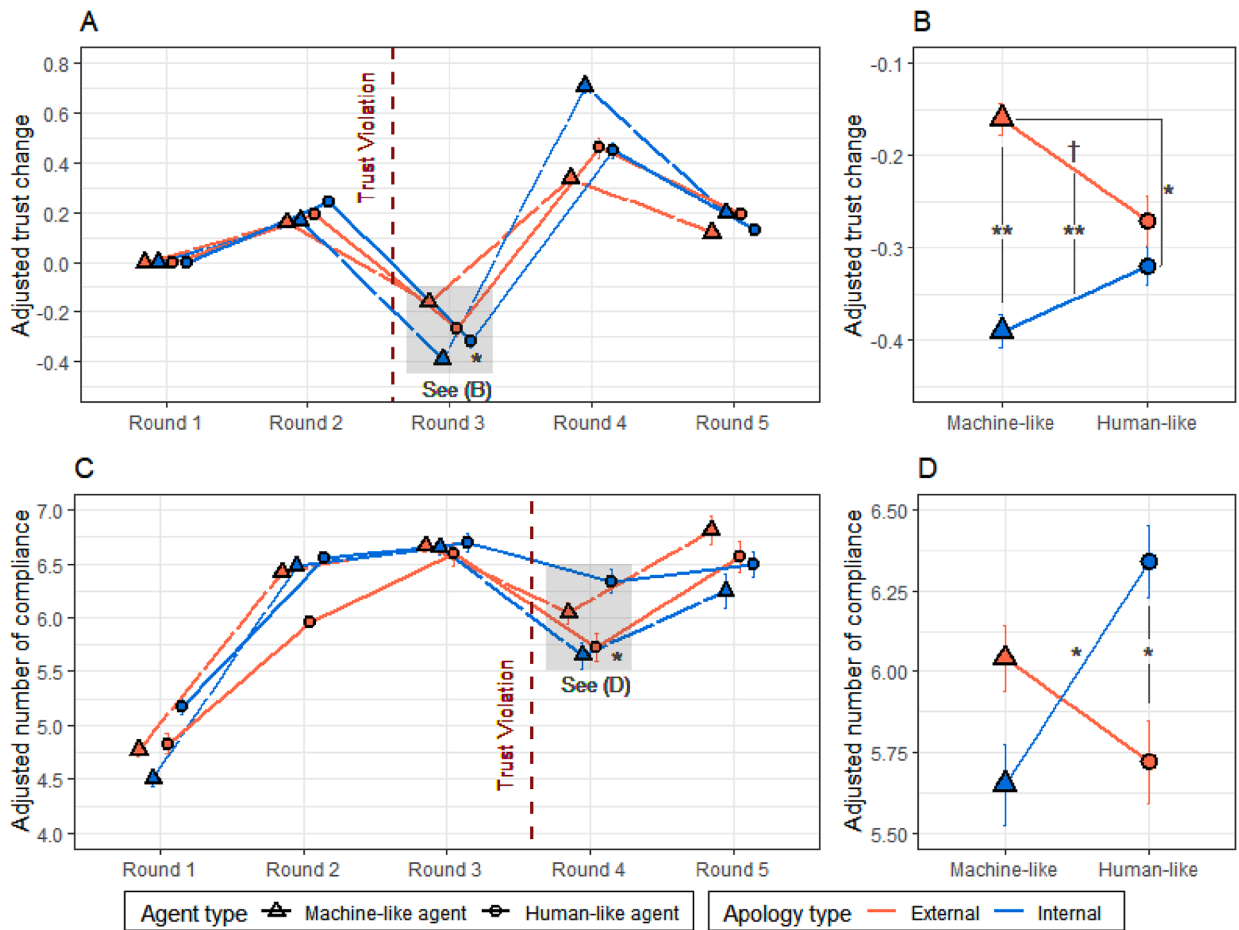 A
Adjusted trust change
0.8
0.6
0.4
0.2
0.0
-0.2
-0.4
Trust Violation
*
See (B)
Round 1 Round 2 Round 3 Round 4 Round 5
B
Adjusted trust change
-0.1
-0.2
-0.3
-0.4
†
*
** **
Machine-like Human-like
C
Adjusted number of compliance
7.0
6.5
6.0
5.5
5.0
4.5
4.0
Trust Violation
*
See (D)
Round 1 Round 2 Round 3 Round 4 Round 5
D
Adjusted number of compliance
6.50
6.25
6.00
5.75
5.50
* *
Machine-like Human-like
Agent type Machine-like agent Human-like agent
Apology type External Internal